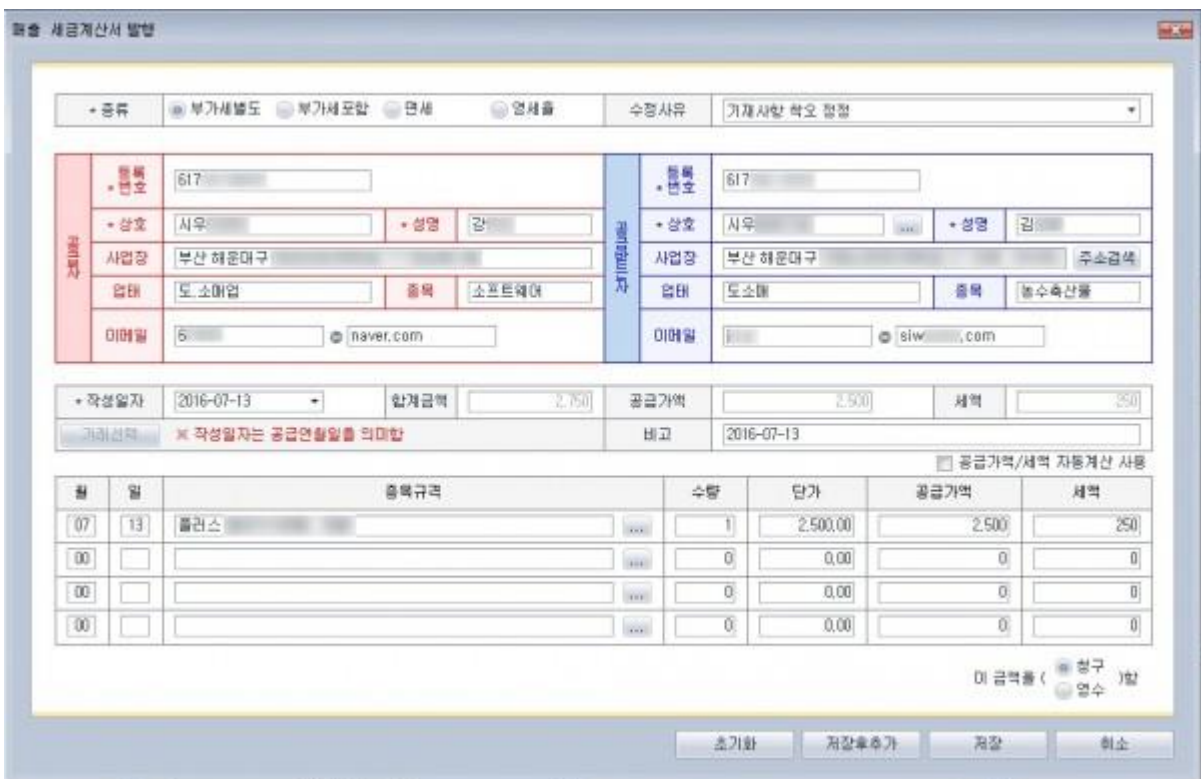 매출 세금계산서 발행
* 종류 부가세별도 부가세포함 면세 영세율 수정사유 기재사항 착오 정정
공급자
* 등록번호 617
* 상호 시우 * 성명 강
사업장 부산 해운대구
업태 도.소매업 종목 소프트웨어
이메일 6 @ naver.com
공급받는자
* 등록번호 617
* 상호 시우 ... * 성명 김
사업장 부산 해운대구 주소검색
업태 도소매 종목 농수축산물
이메일 @ siw .com
* 작성일자 2016-07-13 합계금액 2,750 공급가액 2,500 세액 250
거래선택 ※ 작성일자는 공급연월일을 의미함 비고 2016-07-13
공급가액/세액 자동계산 사용
월 일 종목규격 수량 단가 공급가액 세액
07 13 플러스 ... 1 2,500.00 2,500 250
00 ... 0 0.00 0 0
00 ... 0 0.00 0 0
00 ... 0 0.00 0 0
이 금액을 ( 청구 영수 )함
초기화 저장후추가 저장 취소